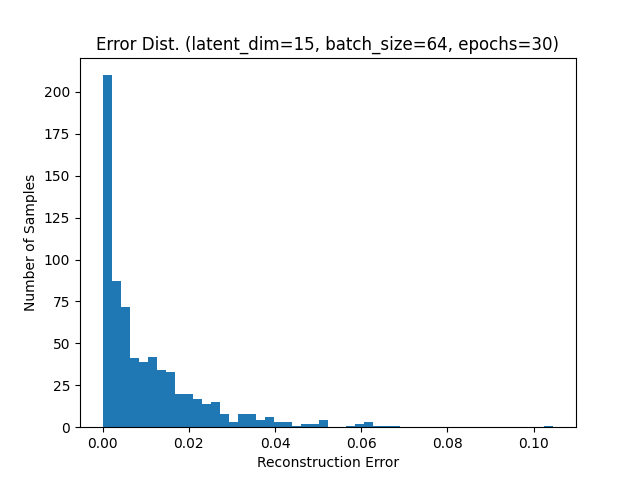 Error Dist. (latent_dim=15, batch_size=64, epochs=30)
200
175
150
125
100
75
50
25
0
Number of Samples
0.00 0.02 0.04 0.06 0.08 0.10
Reconstruction Error